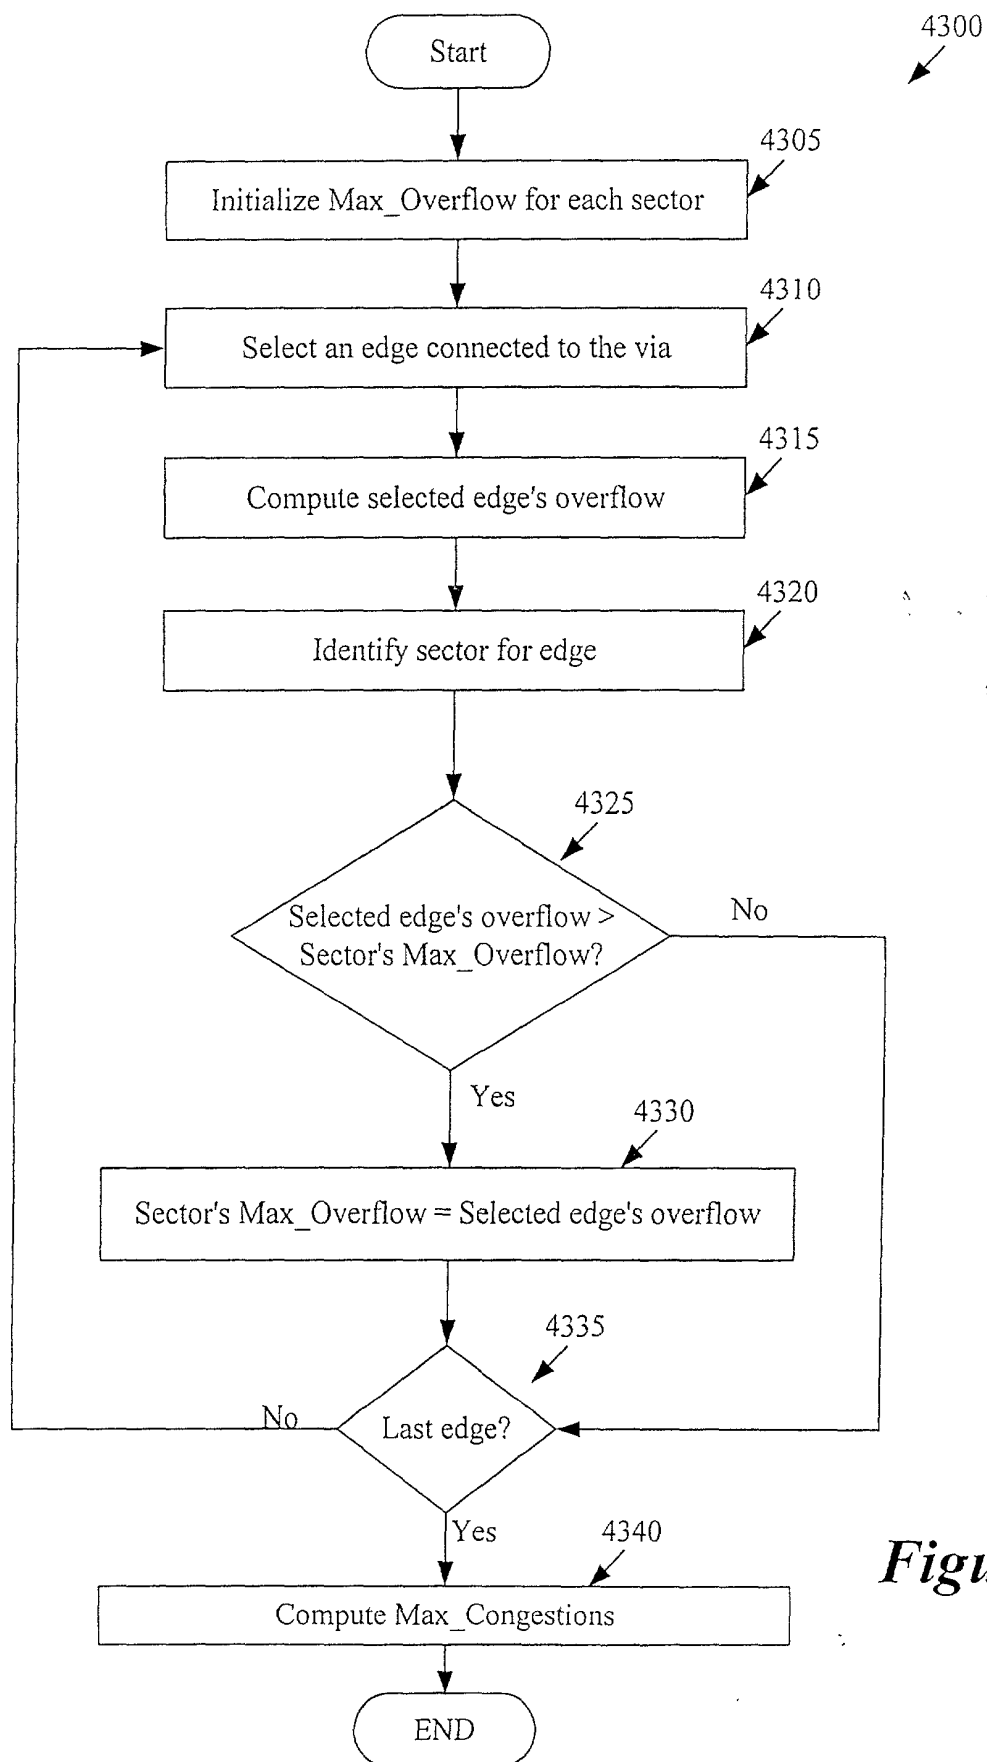 Start
4300
4305
Initialize Max_Overflow for each sector
4310
Select an edge connected to the via
4315
Compute selected edge's overflow
4320
Identify sector for edge
4325
Selected edge's overflow >
Sector's Max_Overflow?
No
Yes
4330
Sector's Max_Overflow = Selected edge's overflow
4335
No
Last edge?
Yes
4340
Compute Max_Congestions
END